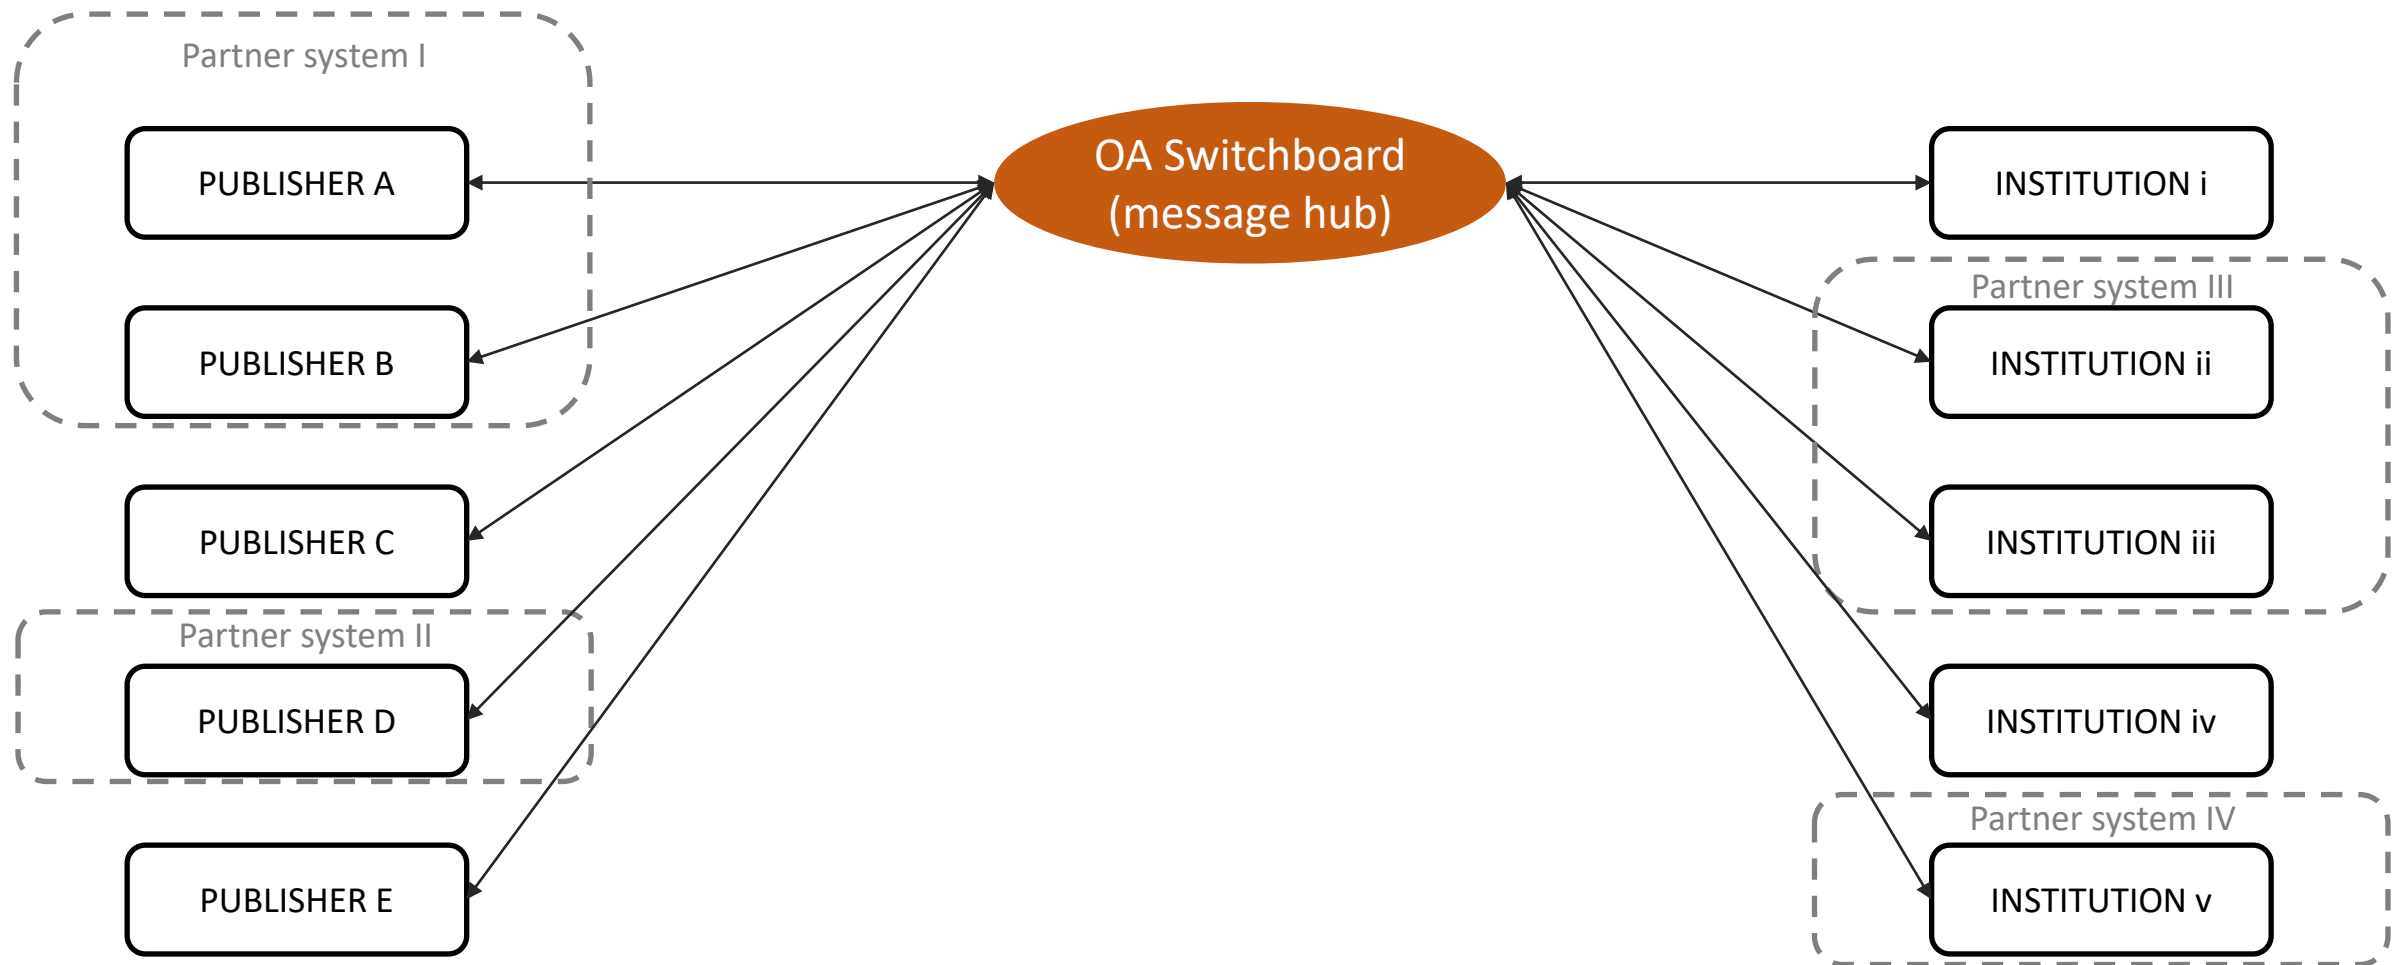 Partner system I
PUBLISHER A
PUBLISHER B
PUBLISHER C
Partner system II
PUBLISHER D
PUBLISHER E
OA Switchboard
(message hub)
INSTITUTION i
Partner system III
INSTITUTION ii
INSTITUTION iii
INSTITUTION iv
Partner system IV
INSTITUTION v